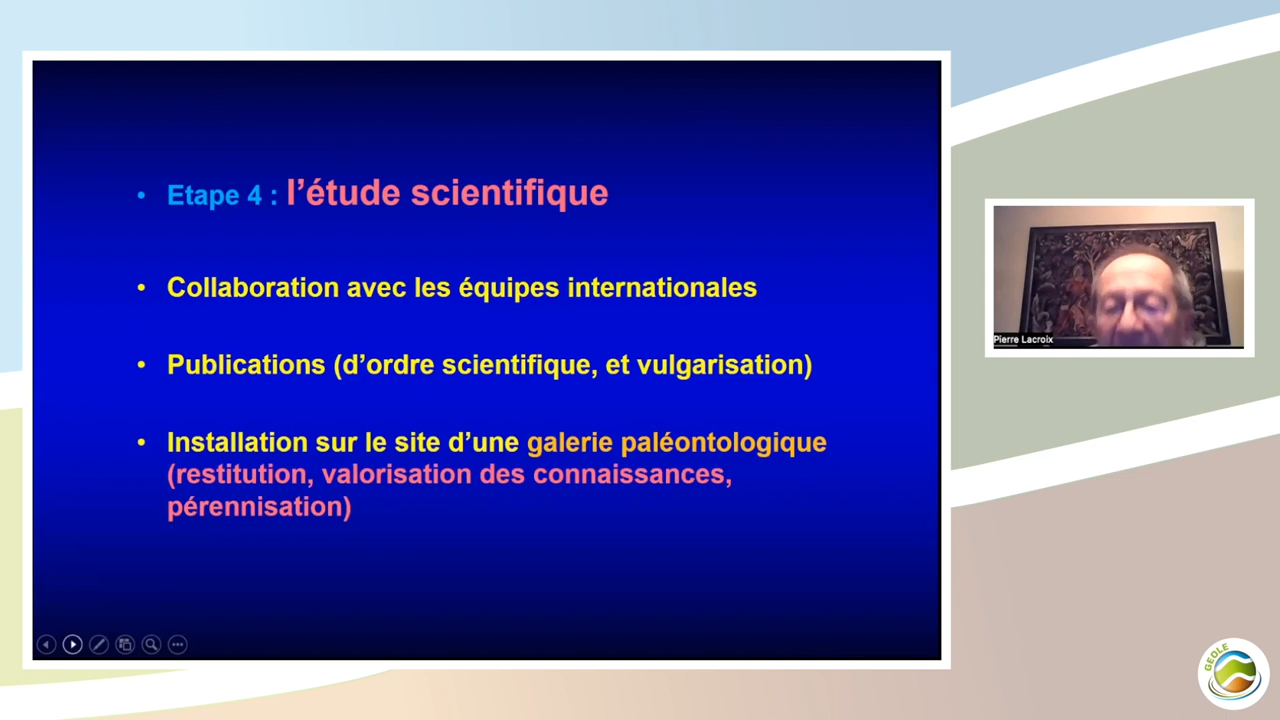 • Etape 4 : l’étude scientifique
• Collaboration avec les équipes internationales
• Publications (d’ordre scientifique, et vulgarisation)
• Installation sur le site d’une galerie paléontologique
(restitution, valorisation des connaissances,
pérennisation)
Pierre Lacroix
GEOLE